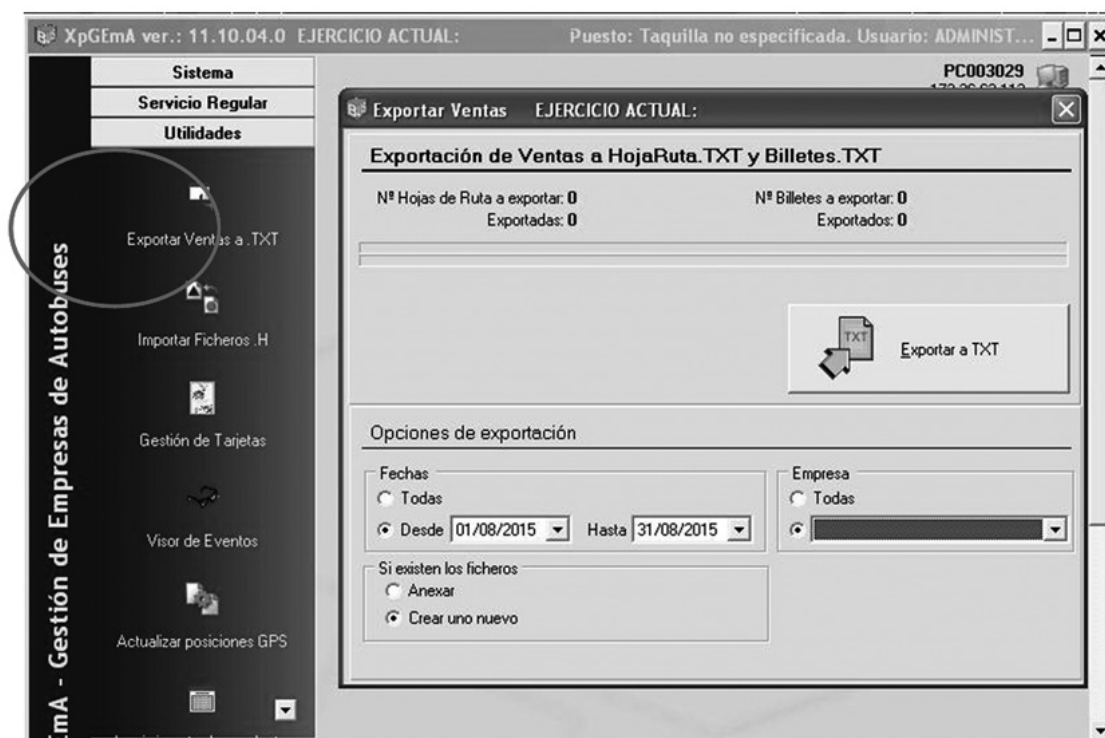 XpGEmA ver.: 11.10.04.0 EJERCICIO ACTUAL: Puesto: Taquilla no especificada. Usuario: ADMINIST...
Sistema
Servicio Regular
Utilidades
Exportar Ventas a .TXT
Importar Ficheros .H
Gestión de Tarjetas
Visor de Eventos
Actualizar posiciones GPS
EmA - Gestión de Empresas de Autobuses
PC003029
Exportar Ventas EJERCICIO ACTUAL:
Exportación de Ventas a HojaRuta.TXT y Billetes.TXT
Nº Hojas de Ruta a exportar: 0 Nº Billetes a exportar: 0
Exportadas: 0 Exportados: 0
TXT
Exportar a TXT
Opciones de exportación
Fechas
Todas
Desde 01/08/2015 Hasta 31/08/2015
Empresa
Todas
Si existen los ficheros
Anexar
Crear uno nuevo